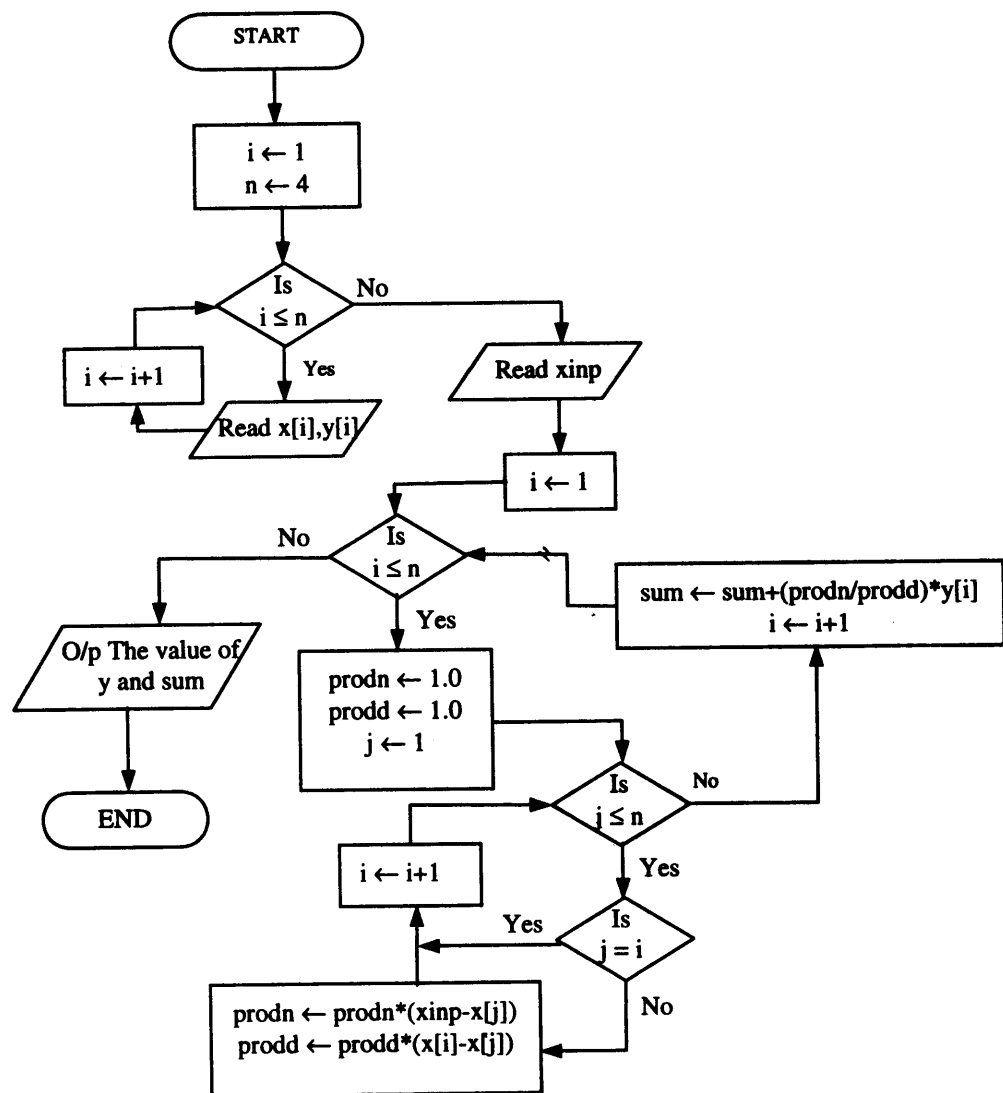 START
i ← 1
n ← 4
Is
i ≤ n
No
Yes
i ← i+1
Read x[i],y[i]
Read xinp
i ← 1
Is
i ≤ n
No
Yes
sum ← sum+(prodn/prodd)*y[i]
i ← i+1
O/p The value of
y and sum
END
prodn ← 1.0
prodd ← 1.0
j ← 1
Is
j ≤ n
No
Yes
i ← i+1
Is
j = i
Yes
No
prodn ← prodn*(xinp-x[j])
prodd ← prodd*(x[i]-x[j])